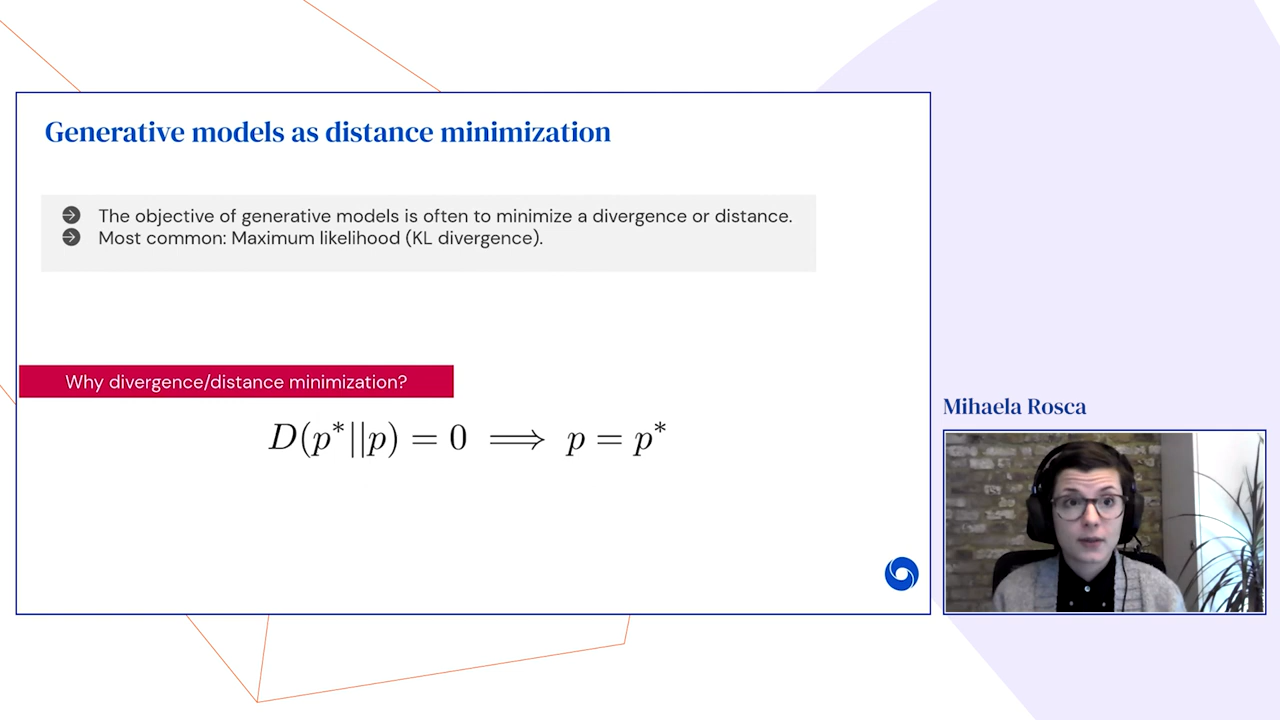 Generative models as distance minimization
The objective of generative models is often to minimize a divergence or distance.
Most common: Maximum likelihood (KL divergence).
Why divergence/distance minimization?
D(p*||p) = 0 ⟹ p = p*
Mihaela Rosca